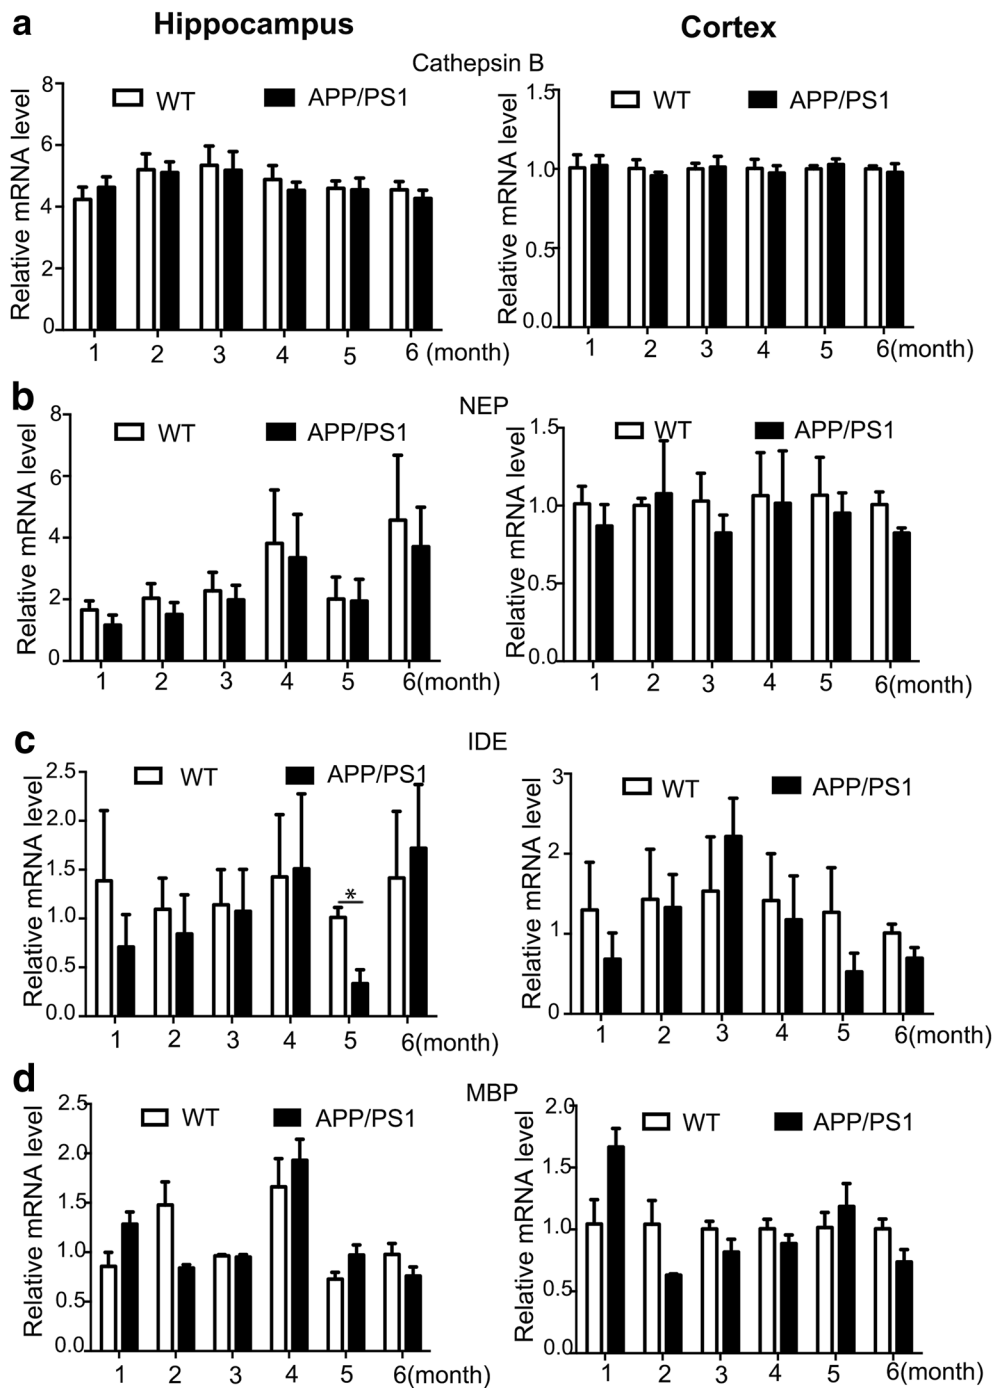 a
Hippocampus
Cortex
Cathepsin B
Relative mRNA level
8
6
4
2
0
WT
APP/PS1
1 2 3 4 5 6 (month)
Relative mRNA level
1.5
1.0
0.5
0.0
WT
APP/PS1
1 2 3 4 5 6(month)
b
NEP
Relative mRNA level
8
6
4
2
0
WT
APP/PS1
1 2 3 4 5 6(month)
Relative mRNA level
1.5
1.0
0.5
0.0
WT
APP/PS1
1 2 3 4 5 6(month)
c
IDE
Relative mRNA level
2.5
2.0
1.5
1.0
0.5
0.0
WT
APP/PS1
*
1 2 3 4 5 6(month)
Relative mRNA level
3
2
1
0
WT
APP/PS1
1 2 3 4 5 6(month)
d
MBP
Relative mRNA level
2.5
2.0
1.5
1.0
0.5
0.0
WT
APP/PS1
1 2 3 4 5 6(month)
Relative mRNA level
2.0
1.5
1.0
0.5
0.0
WT
APP/PS1
1 2 3 4 5 6(month)